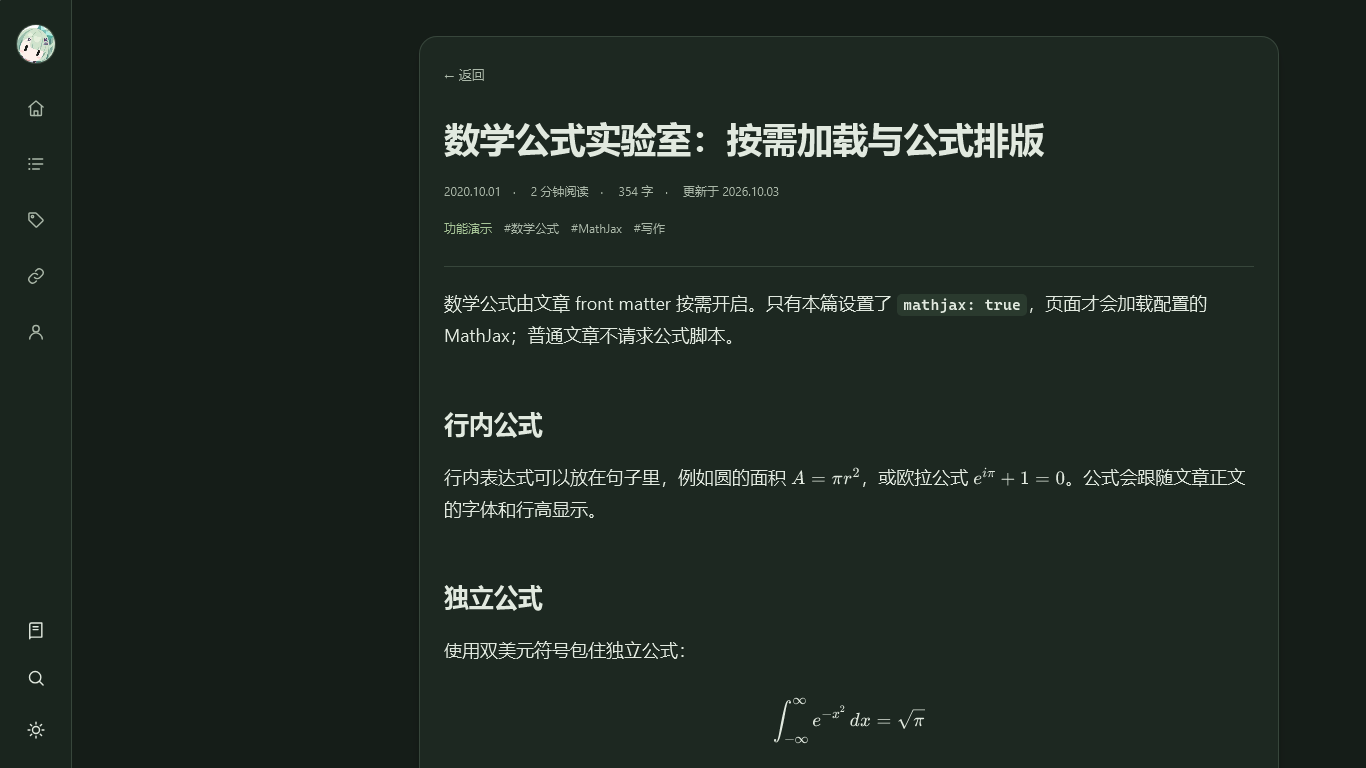 ← 返回
数学公式实验室：按需加载与公式排版
2020.10.01 · 2 分钟阅读 · 354 字 · 更新于 2026.10.03
功能演示 #数学公式 #MathJax #写作
数学公式由文章 front matter 按需开启。只有本篇设置了 mathjax: true，页面才会加载配置的
MathJax；普通文章不请求公式脚本。
行内公式
行内表达式可以放在句子里，例如圆的面积 A = πr²，或欧拉公式 e^{iπ} + 1 = 0。公式会跟随文章正文
的字体和行高显示。
独立公式
使用双美元符号包住独立公式：
∫_{-∞}^{∞} e^{-x²} dx = √π